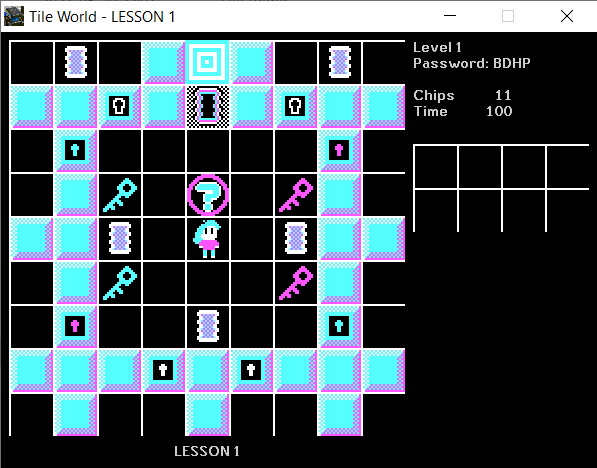 Tile World - LESSON 1
Level 1
Password: BDHP
Chips 11
Time 100
?
LESSON 1